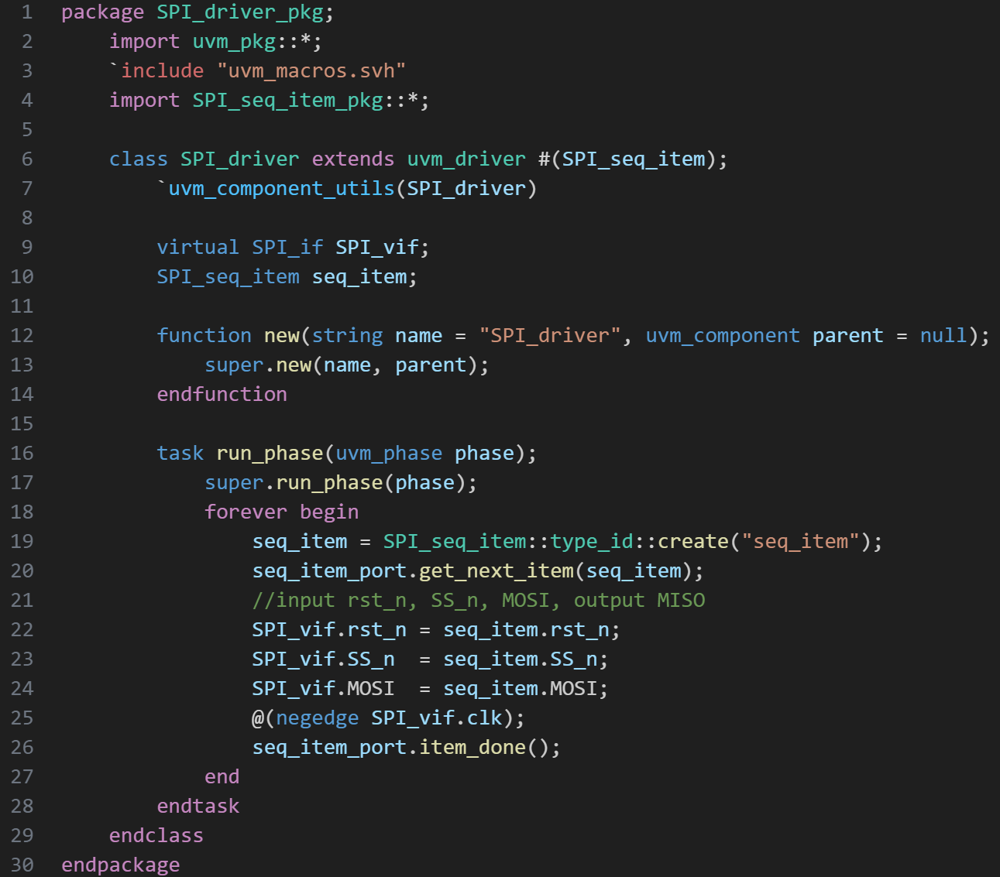 1 package SPI_driver_pkg;
2     import uvm_pkg::*;
3     `include "uvm_macros.svh"
4     import SPI_seq_item_pkg::*;
5
6     class SPI_driver extends uvm_driver #(SPI_seq_item);
7         `uvm_component_utils(SPI_driver)
8
9         virtual SPI_if SPI_vif;
10         SPI_seq_item seq_item;
11
12         function new(string name = "SPI_driver", uvm_component parent = null);
13             super.new(name, parent);
14         endfunction
15
16         task run_phase(uvm_phase phase);
17             super.run_phase(phase);
18             forever begin
19                 seq_item = SPI_seq_item::type_id::create("seq_item");
20                 seq_item_port.get_next_item(seq_item);
21                 //input rst_n, SS_n, MOSI, output MISO
22                 SPI_vif.rst_n = seq_item.rst_n;
23                 SPI_vif.SS_n  = seq_item.SS_n;
24                 SPI_vif.MOSI  = seq_item.MOSI;
25                 @(negedge SPI_vif.clk);
26                 seq_item_port.item_done();
27             end
28         endtask
29     endclass
30 endpackage